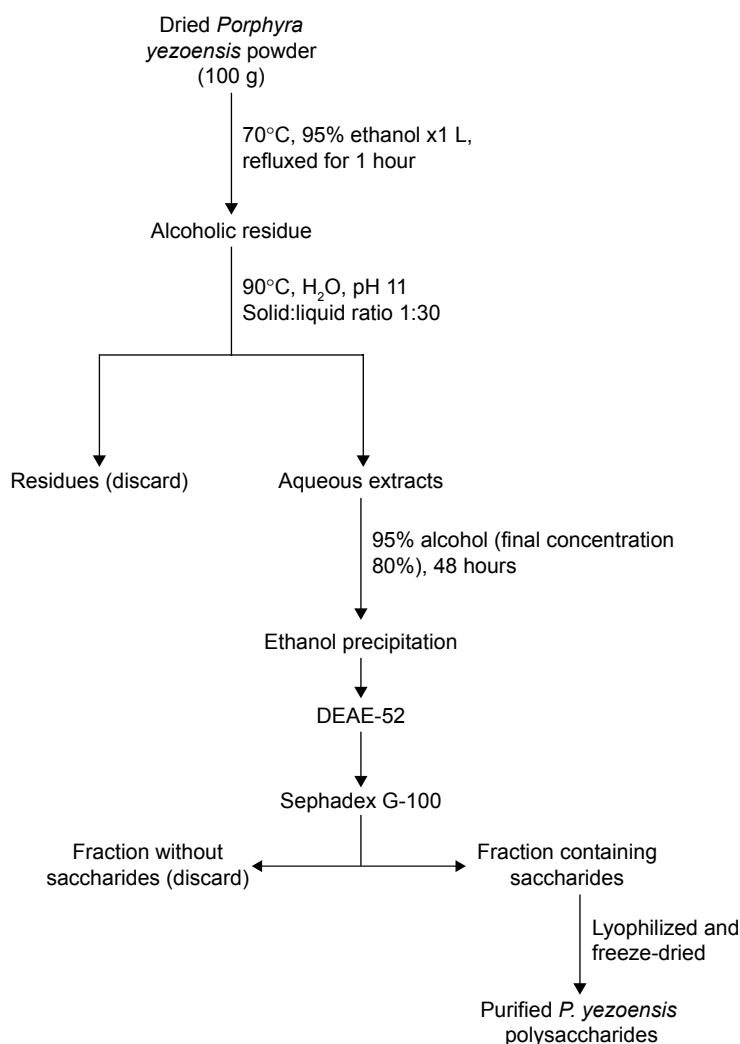 Dried Porphyra
yezoensis powder
(100 g)
70°C, 95% ethanol x1 L,
refluxed for 1 hour
Alcoholic residue
90°C, H₂O, pH 11
Solid:liquid ratio 1:30
Residues (discard)
Aqueous extracts
95% alcohol (final concentration
80%), 48 hours
Ethanol precipitation
DEAE-52
Sephadex G-100
Fraction without
saccharides (discard)
Fraction containing
saccharides
Lyophilized and
freeze-dried
Purified P. yezoensis
polysaccharides